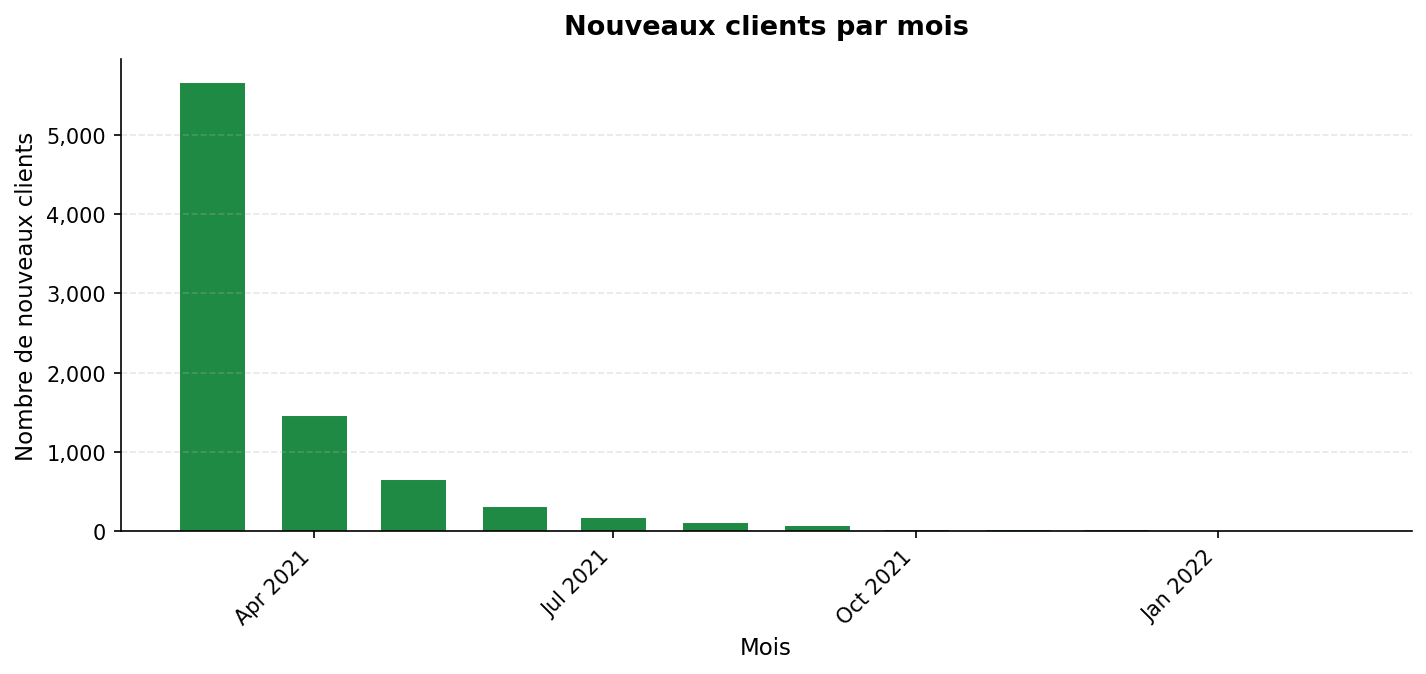 Nouveaux clients par mois
Nombre de nouveaux clients
5,000
4,000
3,000
2,000
1,000
0
Apr 2021
Jul 2021
Oct 2021
Jan 2022
Mois